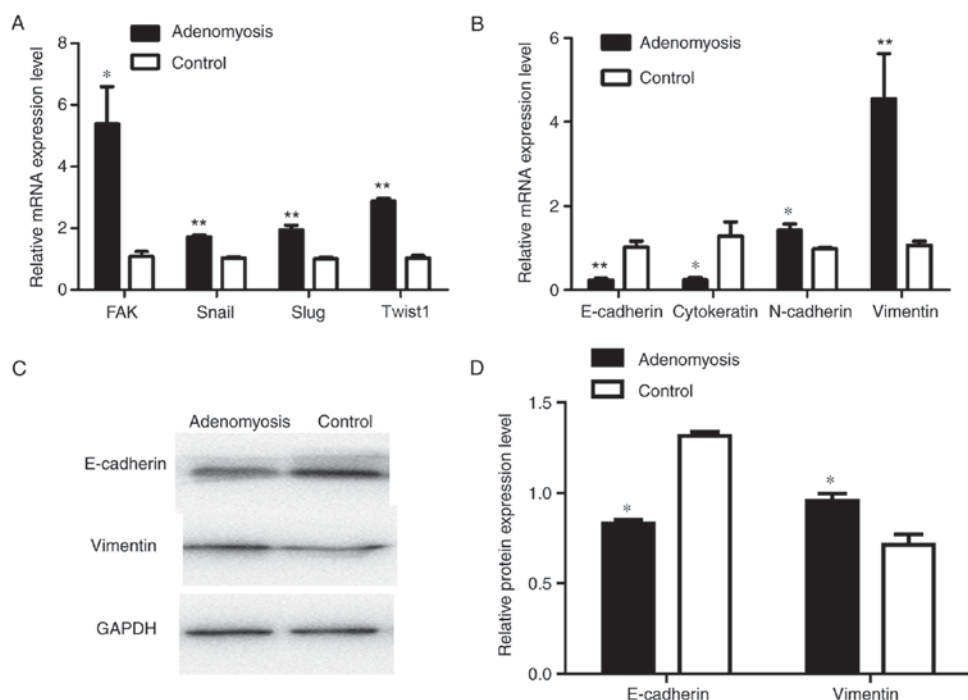 A
Relative mRNA expression level
8
6
4
2
0
Adenomyosis
Control
*
**
**
**
FAK Snail Slug Twist1
B
Relative mRNA expression level
6
4
2
0
Adenomyosis
Control
**
*
*
**
E-cadherin Cytokeratin N-cadherin Vimentin
C
Adenomyosis Control
E-cadherin
Vimentin
GAPDH
D
Adenomyosis
Control
Relative protein expression level
1.5
1.0
0.5
0.0
*
*
E-cadherin Vimentin